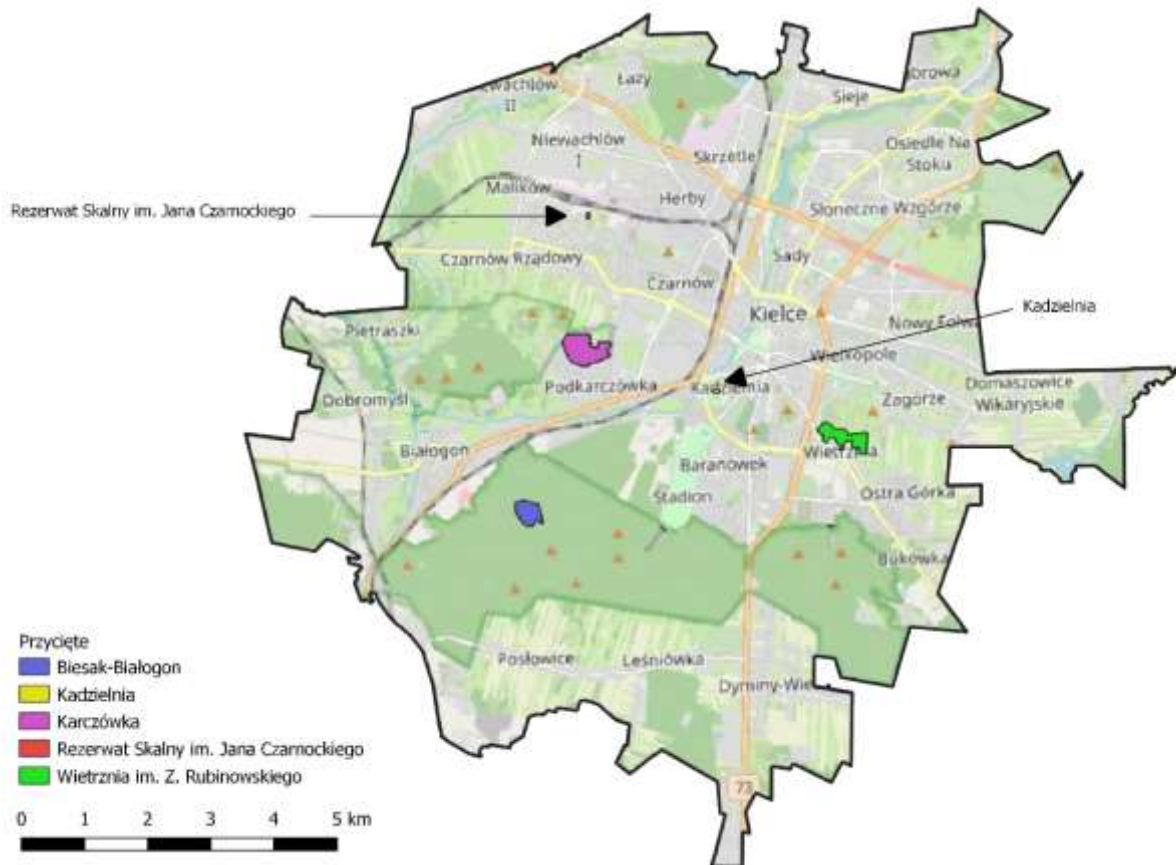 Łazy
Sieje
Niewachlów
I
Skrzetle
Osiedle Na
Stoku
Malików
Herby
Rezerwat Skalny im. Jana Czarnockiego
Słoneczne Wzgórze
Czarnów Rządowy
Sady
Czarnów
Kadzielnia
Kielce
Pietraszki
Wielkopole
Podkarczówka
Kadzielnia
Zagórze
Domaszowice
Wikaryjskie
Dobromyśl
Białogon
Baranówek
Wietrznia
Stadion
Ostra Górka
Bukówka
Przycięte
Biesak-Białogon
Posłowice
Leśniówka
Kadzielnia
Karczówka
Rezerwat Skalny im. Jana Czarnockiego
Wietrznia im. Z. Rubinowskiego
73
0 1 2 3 4 5 km